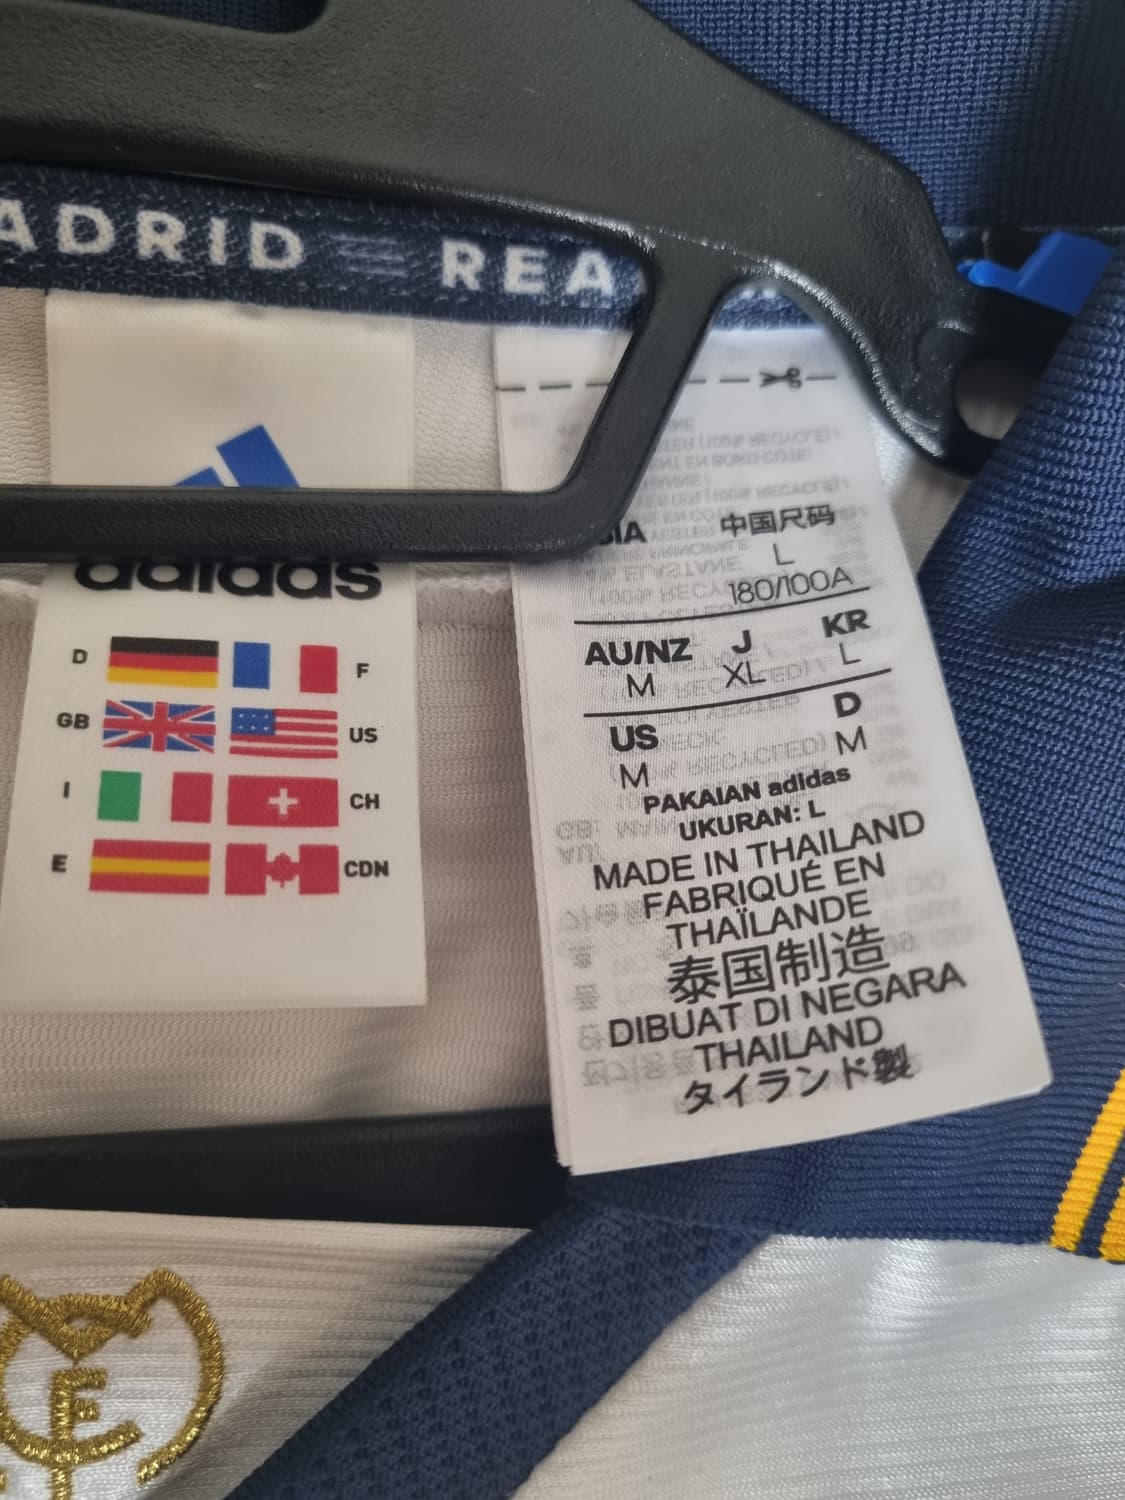 ADRID = REA
adidas
D F
GB US
I CH
E CDN
IA 中国尺码
L
180/100A
AU/NZ J KR
M XL L
US D
M M
PAKAIAN adidas
UKURAN: L
MADE IN THAILAND
FABRIQUÉ EN
THAÏLANDE
泰国制造
DIBUAT DI NEGARA
THAILAND
タイランド製